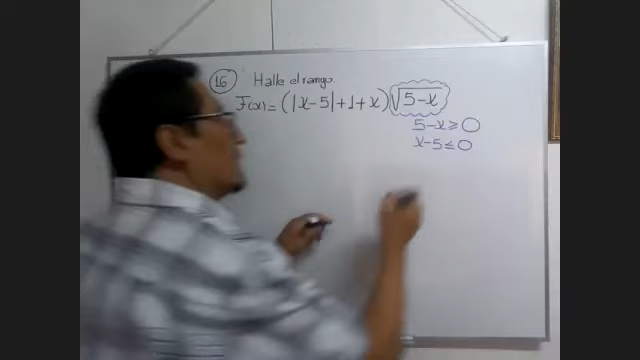 16 Halle el rango.
F(x) = (|x-5|+1+x)√5-x
5-x≥0
x-5≤0